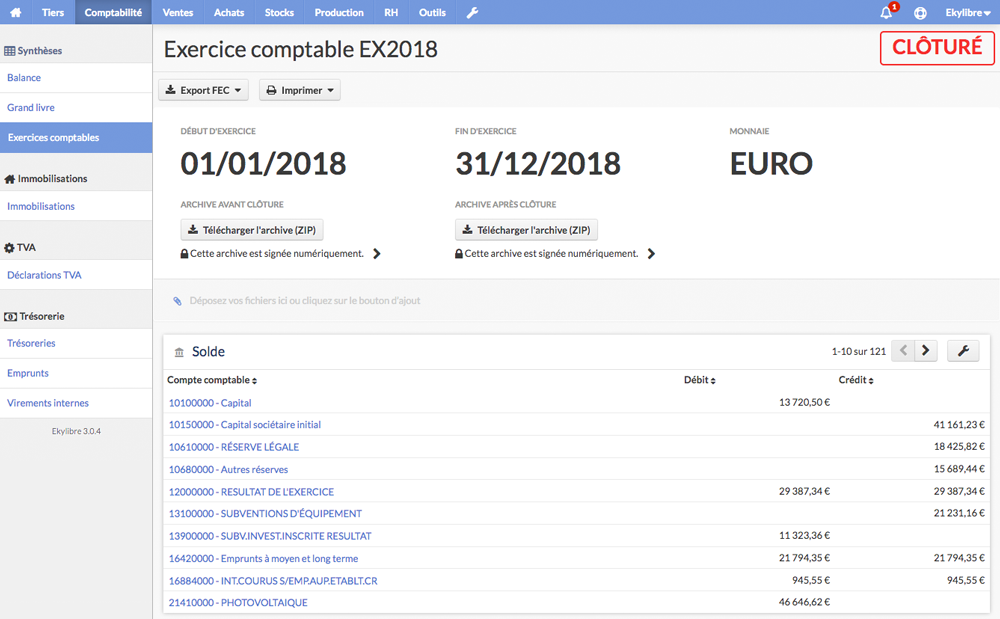 Tiers Comptabilité Ventes Achats Stocks Production RH Outils 1 Ekylibre
Synthèses
Balance
Grand livre
Exercices comptables
Immobilisations
Immobilisations
TVA
Déclarations TVA
Trésorerie
Trésoreries
Emprunts
Virements internes
Ekylibre 3.0.4
Exercice comptable EX2018 CLÔTURÉ
Export FEC Imprimer
DÉBUT D'EXERCICE FIN D'EXERCICE MONNAIE
01/01/2018 31/12/2018 EURO
ARCHIVE AVANT CLÔTURE ARCHIVE APRÈS CLÔTURE
Télécharger l'archive (ZIP) Télécharger l'archive (ZIP)
Cette archive est signée numériquement. Cette archive est signée numériquement.
Déposez vos fichiers ici ou cliquez sur le bouton d'ajout
Solde 1-10 sur 121
Compte comptable Débit Crédit
10100000 - Capital 13 720,50 €
10150000 - Capital sociétaire initial 41 161,23 €
10610000 - RÉSERVE LÉGALE 18 425,82 €
10680000 - Autres réserves 15 689,44 €
12000000 - RESULTAT DE L'EXERCICE 29 387,34 € 29 387,34 €
13100000 - SUBVENTIONS D'ÉQUIPEMENT 21 231,16 €
13900000 - SUBV.INVEST.INSCRITE RESULTAT 11 323,36 €
16420000 - Emprunts à moyen et long terme 21 794,35 € 21 794,35 €
16884000 - INT.COURUS S/EMP.AUP.ETABLT.CR 945,55 € 945,55 €
21410000 - PHOTOVOLTAIQUE 46 646,62 €